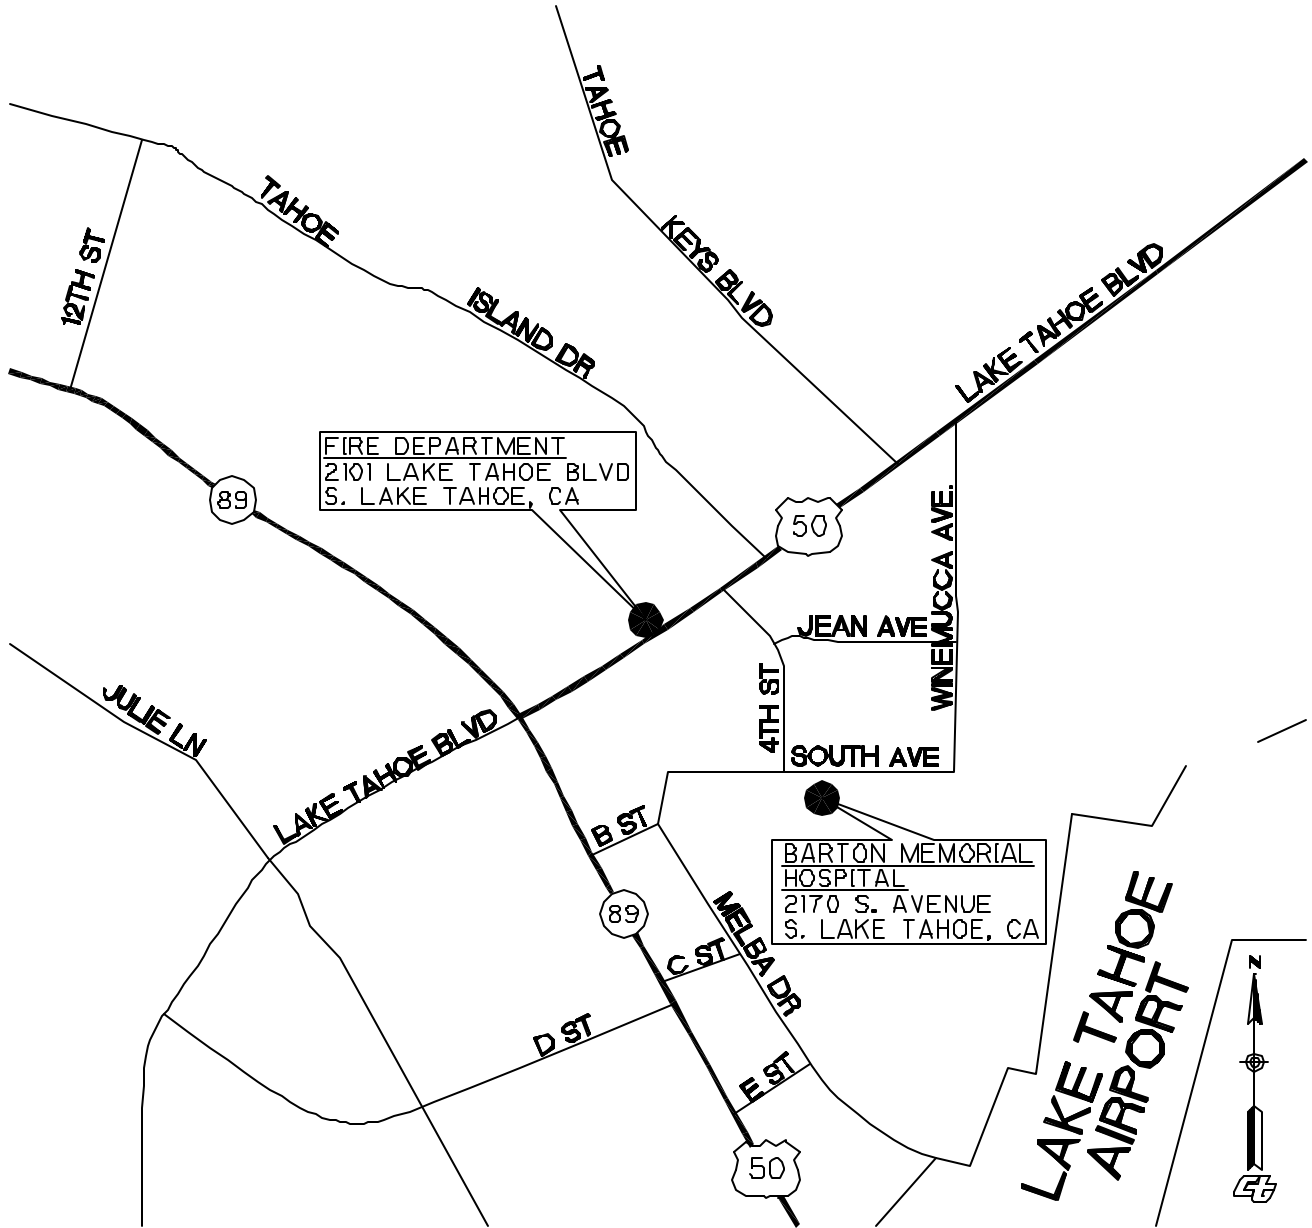 TAHOE
KEYS BLVD
TAHOE
ISLAND DR
12TH ST
LAKE TAHOE BLVD
FIRE DEPARTMENT
2101 LAKE TAHOE BLVD
S. LAKE TAHOE, CA
89
50
WINEMUCCA AVE.
JEAN AVE
4TH ST
SOUTH AVE
JULIE LN
LAKE TAHOE BLVD
B ST
BARTON MEMORIAL
HOSPITAL
2170 S. AVENUE
S. LAKE TAHOE, CA
89
MELBA DR
C ST
D ST
E ST
50
LAKE TAHOE
AIRPORT
N
ct